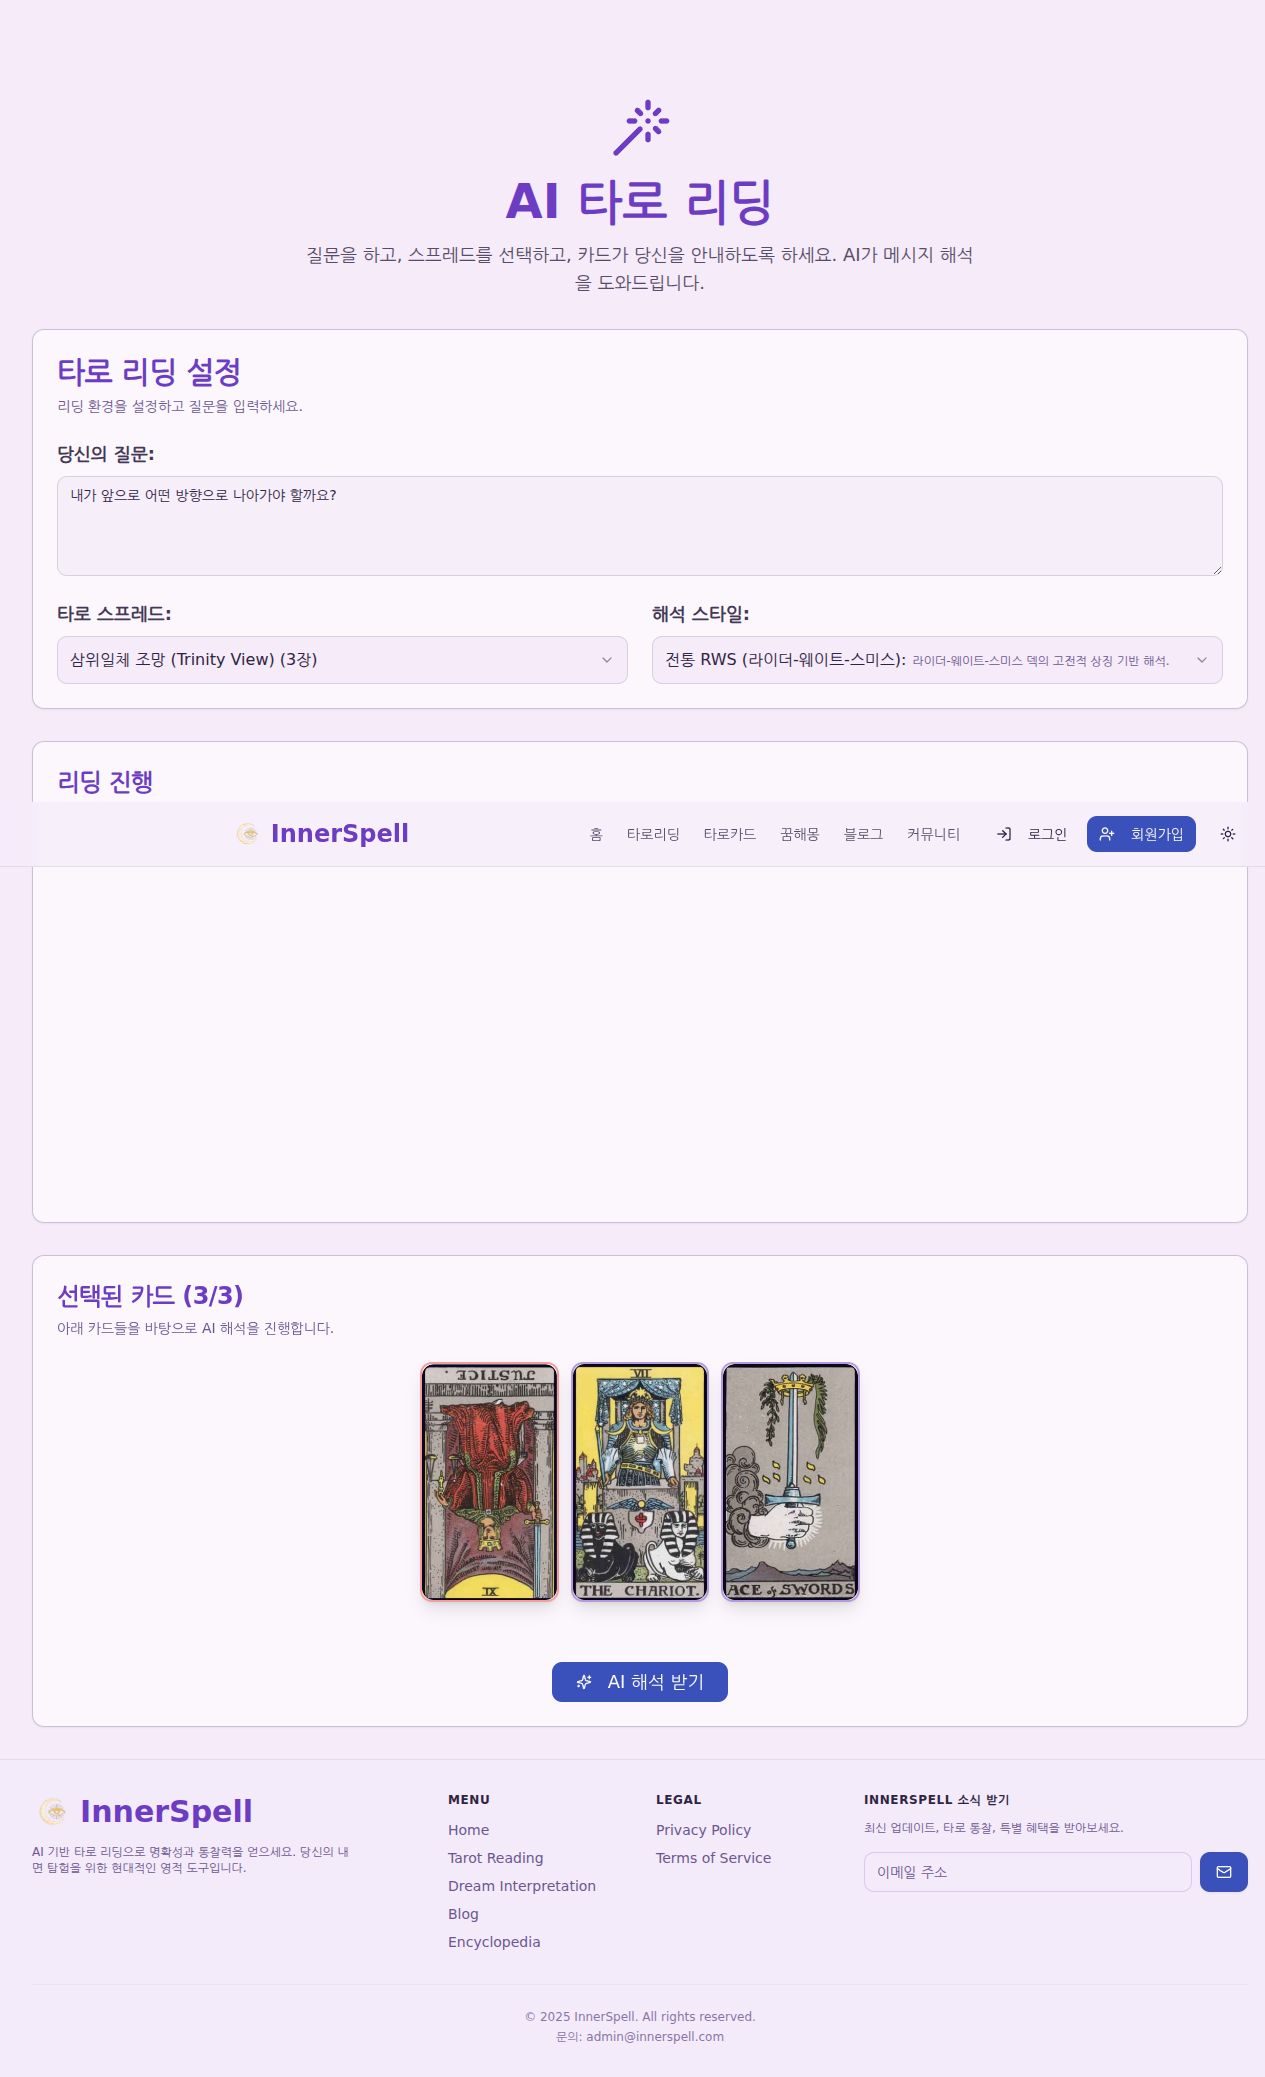 AI 타로 리딩
질문을 하고, 스프레드를 선택하고, 카드가 당신을 안내하도록 하세요. AI가 메시지 해석
을 도와드립니다.
타로 리딩 설정
리딩 환경을 설정하고 질문을 입력하세요.
당신의 질문:
내가 앞으로 어떤 방향으로 나아가야 할까요?
타로 스프레드:
삼위일체 조망 (Trinity View) (3장)
해석 스타일:
전통 RWS (라이더-웨이트-스미스): 라이더-웨이트-스미스 덱의 고전적 상징 기반 해석.
리딩 진행
InnerSpell
홈
타로리딩
타로카드
꿈해몽
블로그
커뮤니티
로그인
회원가입
선택된 카드 (3/3)
아래 카드들을 바탕으로 AI 해석을 진행합니다.
JUSTICE.
XI
VII
THE CHARIOT.
ACE of SWORDS
AI 해석 받기
InnerSpell
AI 기반 타로 리딩으로 명확성과 통찰력을 얻으세요. 당신의 내
면 탐험을 위한 현대적인 영적 도구입니다.
MENU
Home
Tarot Reading
Dream Interpretation
Blog
Encyclopedia
LEGAL
Privacy Policy
Terms of Service
INNERSPELL 소식 받기
최신 업데이트, 타로 통찰, 특별 혜택을 받아보세요.
이메일 주소
© 2025 InnerSpell. All rights reserved.
문의: admin@innerspell.com